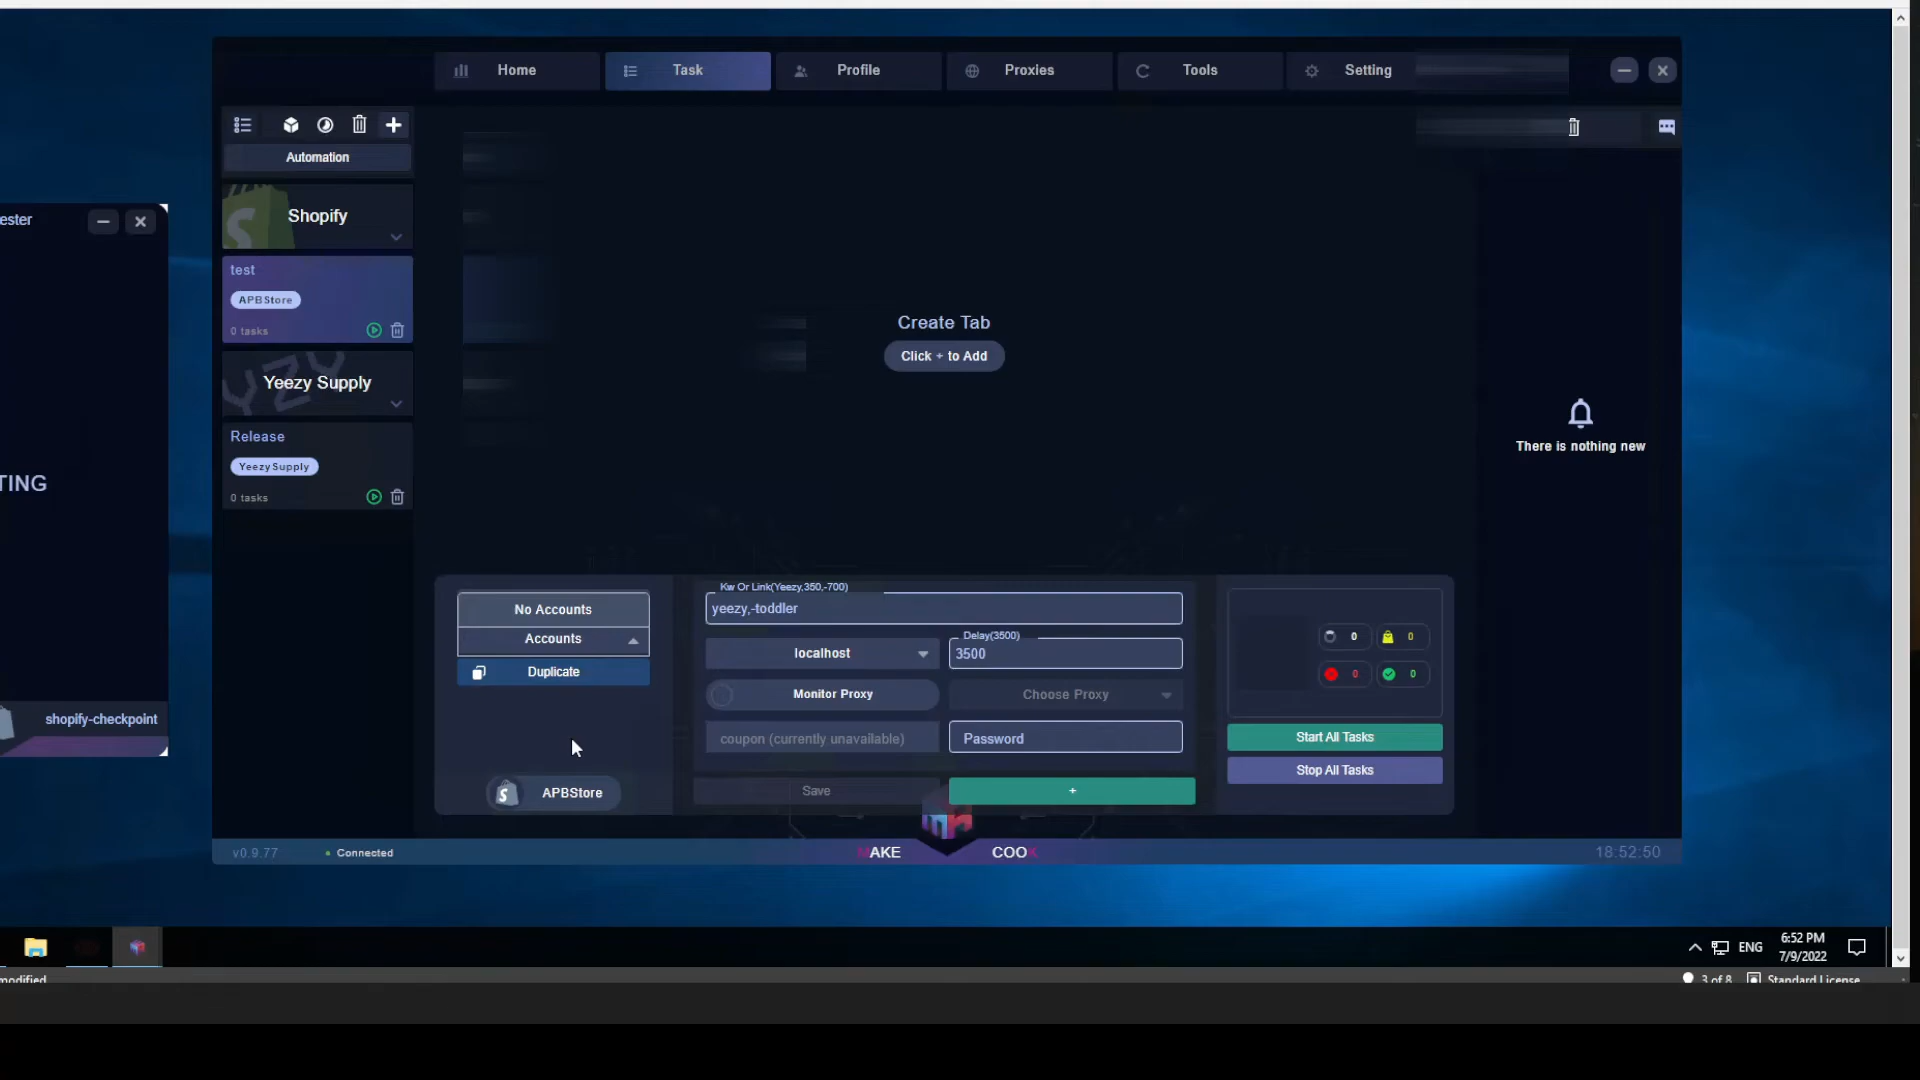 Home
Task
Profile
Proxies
Tools
Setting
Automation
Shopify
test
APBStore
0 tasks
Yeezy Supply
Release
YeezySupply
0 tasks
ester
TING
shopify-checkpoint
Create Tab
Click + to Add
There is nothing new
No Accounts
Accounts
Duplicate
APBStore
Kw Or Link(Yeezy,350,-700)
yeezy,-toddler
localhost
Delay(3500)
3500
Monitor Proxy
Choose Proxy
coupon (currently unavailable)
Password
Save
+
0
0
0
0
Start All Tasks
Stop All Tasks
v0.9.77
Connected
MAKE
COOK
18:52:50
ENG
6:52 PM
7/9/2022
modified
3 of 8
Standard License